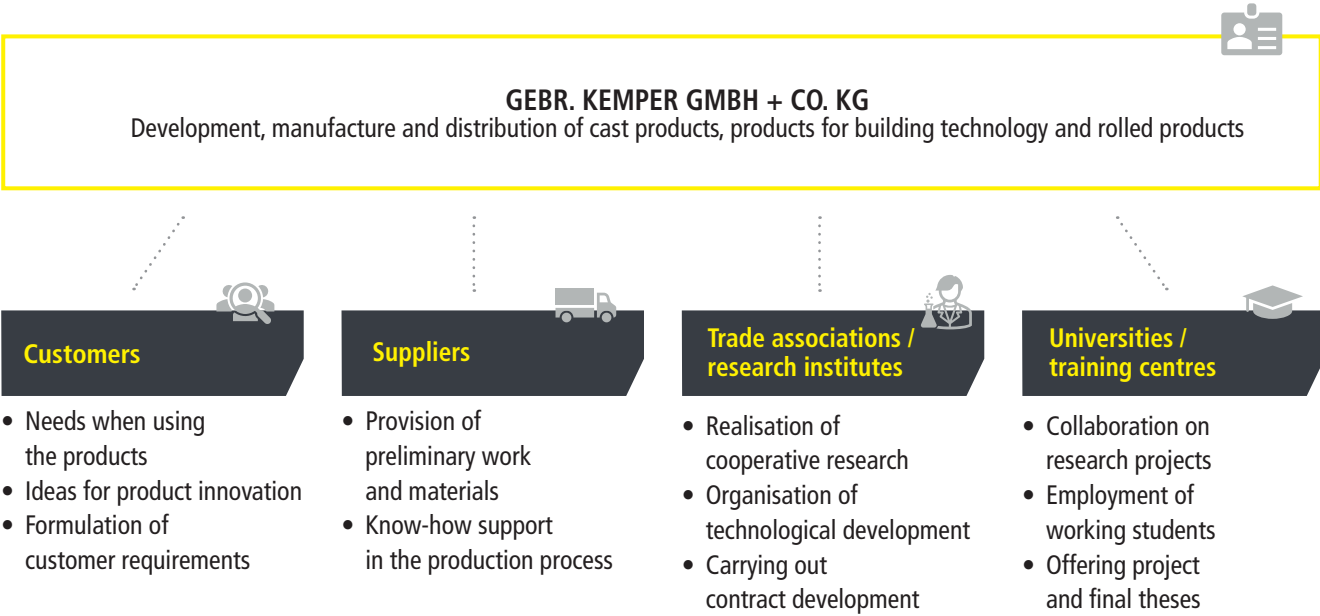 GEBR. KEMPER GMBH + CO. KG
Development, manufacture and distribution of cast products, products for building technology and rolled products
Customers
• Needs when using
the products
• Ideas for product innovation
• Formulation of
customer requirements
Suppliers
• Provision of
preliminary work
and materials
• Know-how support
in the production process
Trade associations /
research institutes
• Realisation of
cooperative research
• Organisation of
technological development
• Carrying out
contract development
Universities /
training centres
• Collaboration on
research projects
• Employment of
working students
• Offering project
and final theses